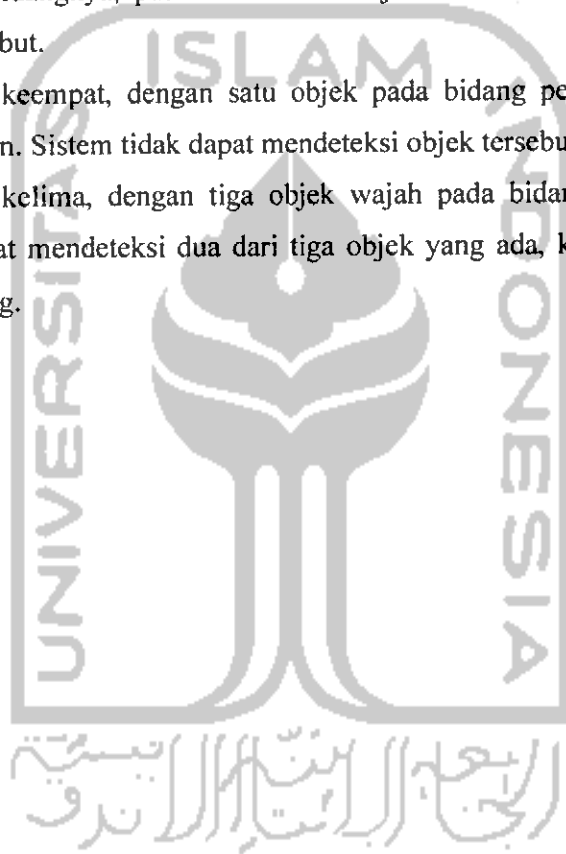 but.
keempat, dengan satu objek pada bidang pe
n. Sistem tidak dapat mendeteksi objek tersebu
kelima, dengan tiga objek wajah pada bidan
at mendeteksi dua dari tiga objek yang ada, k
g.
ISLAM
UNIVERSITAS
INDONESIA